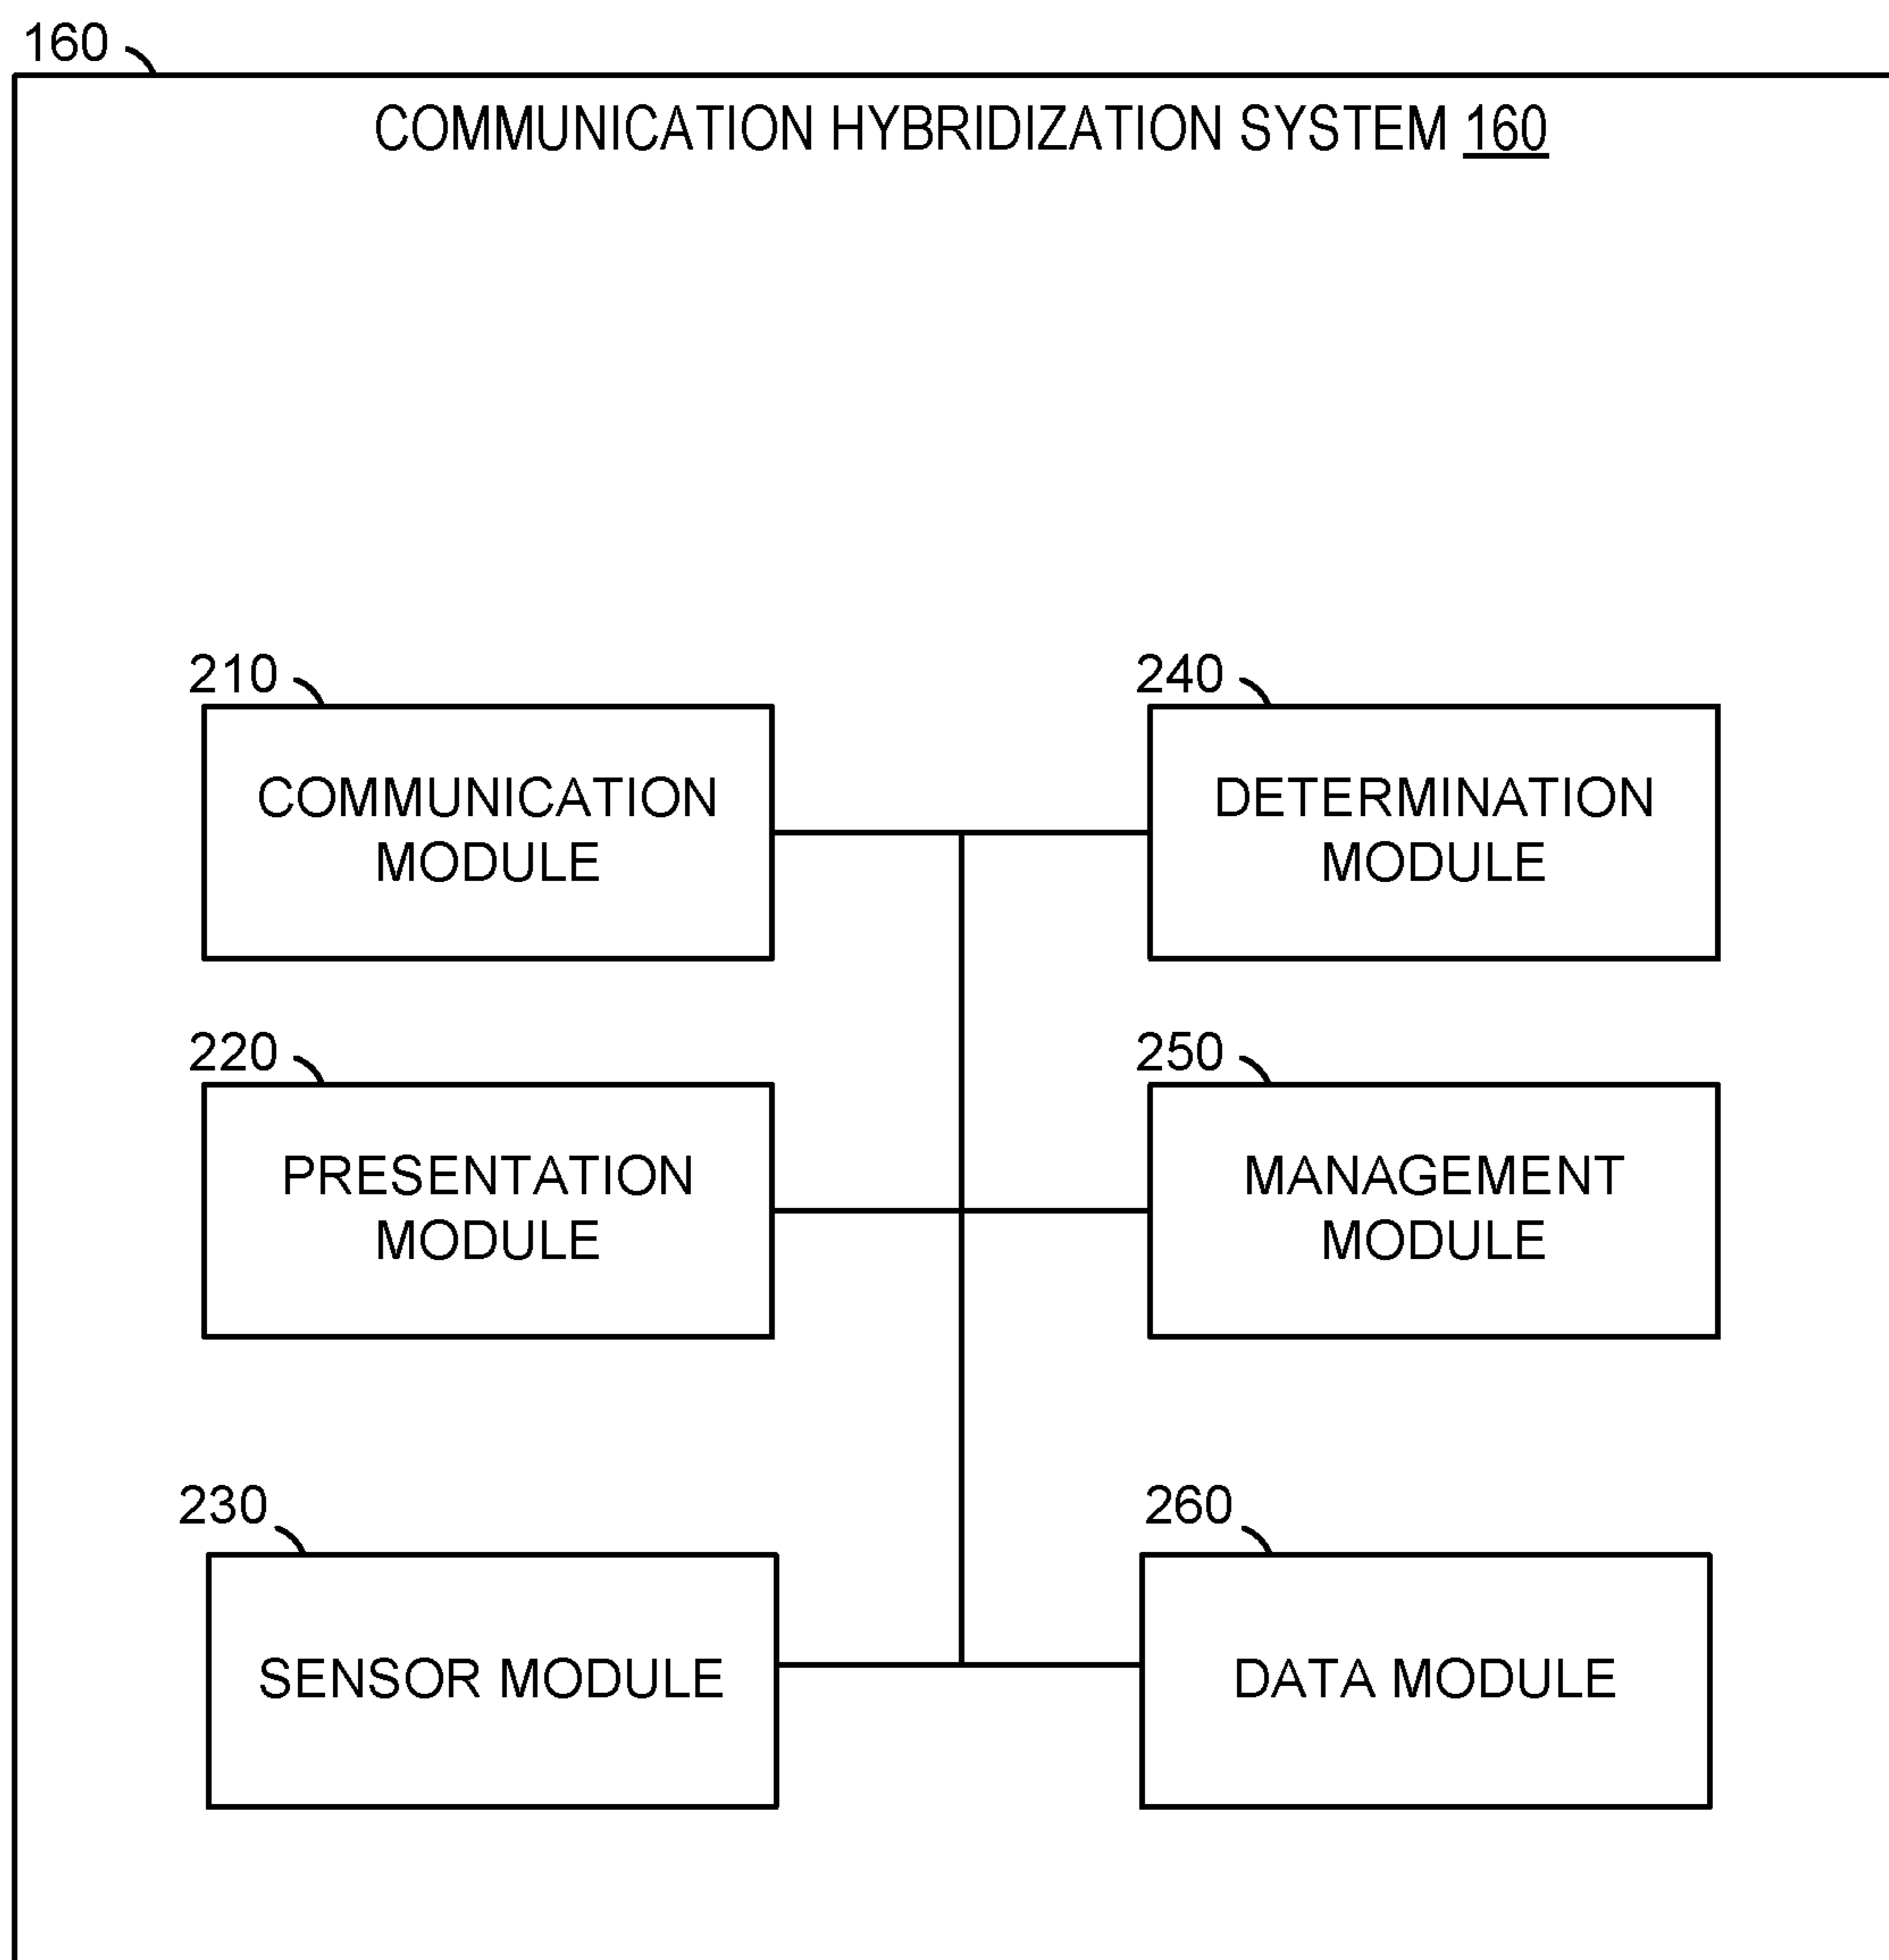 160
COMMUNICATION HYBRIDIZATION SYSTEM 160
210
COMMUNICATION
MODULE
240
DETERMINATION
MODULE
220
PRESENTATION
MODULE
250
MANAGEMENT
MODULE
230
SENSOR MODULE
260
DATA MODULE